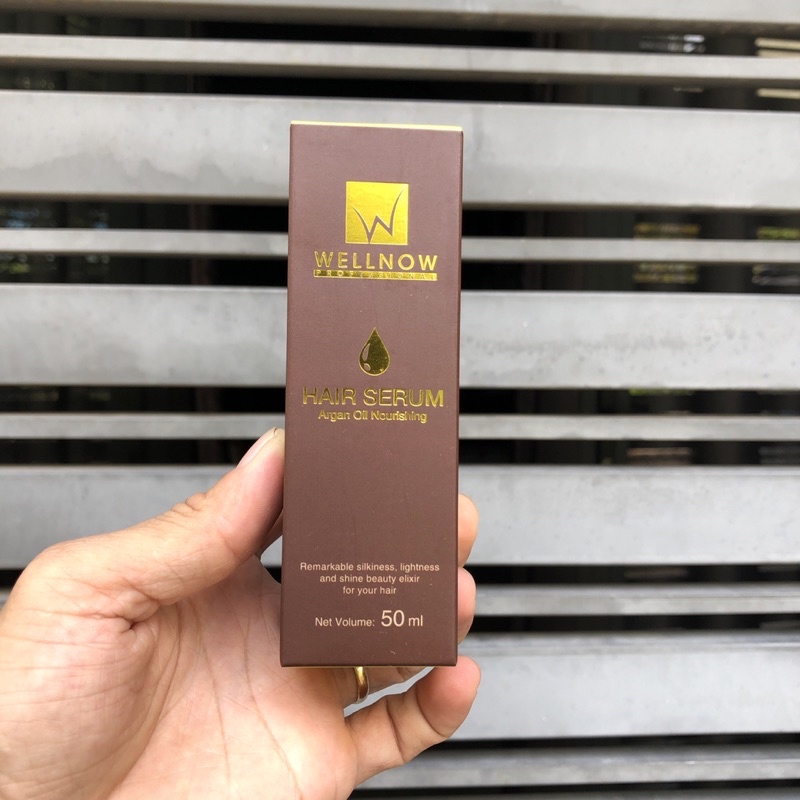 WELLNOW
HAIR SERUM
Argan Oil Nourishing
Remarkable silkiness, lightness
and shine beauty elixir
for your hair
Net Volume: 50 ml